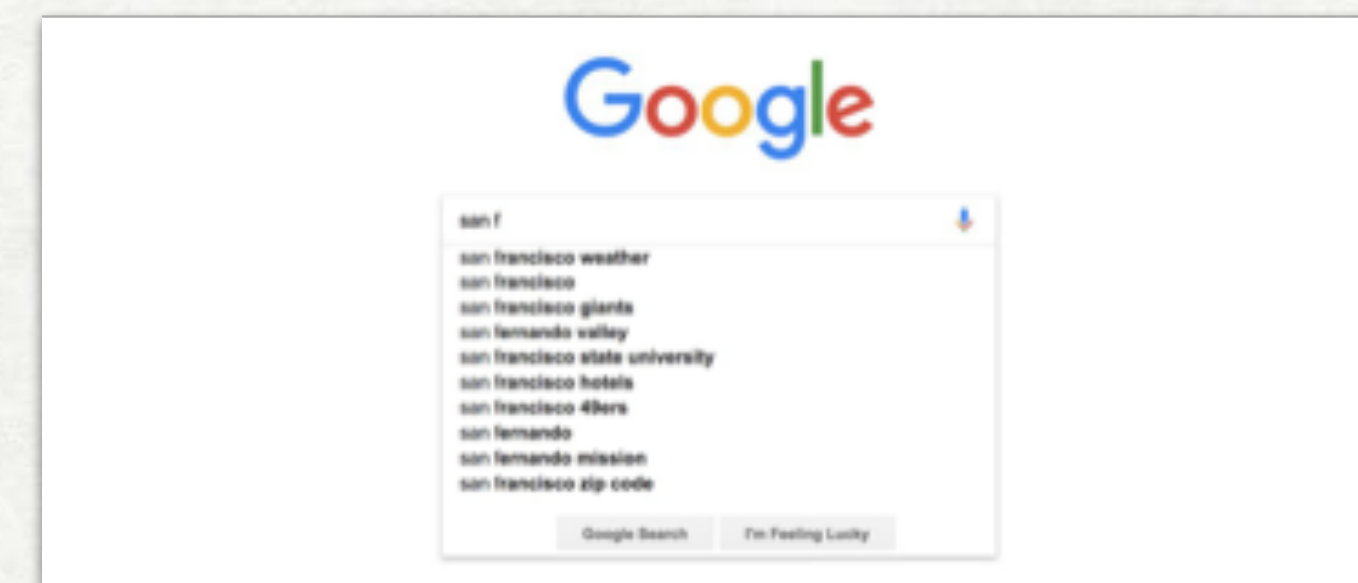 Google
san f
san francisco weather
san francisco
san francisco giants
san fernando valley
san francisco state university
san francisco hotels
san francisco 49ers
san fernando
san fernando mission
san francisco zip code
Google Search I'm Feeling Lucky